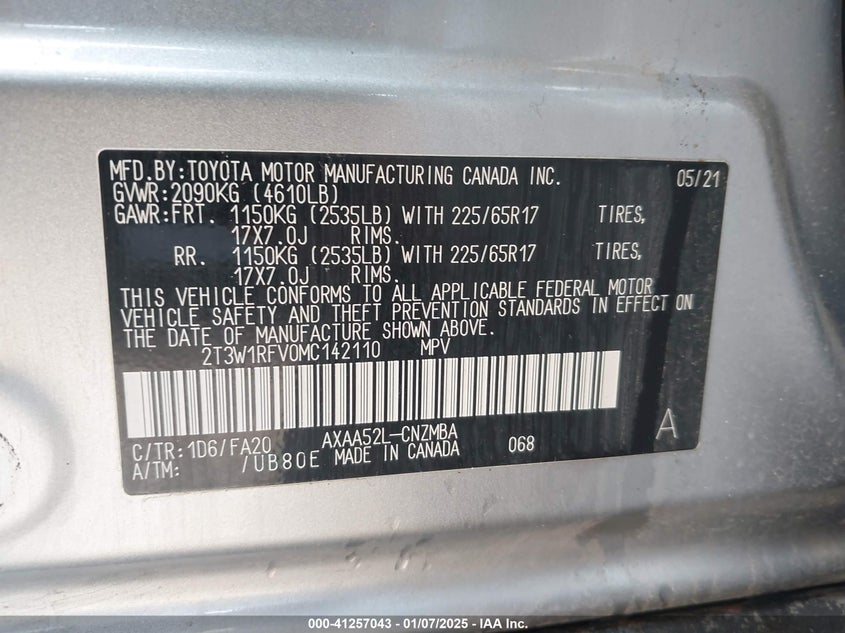 MFD.BY:TOYOTA MOTOR MANUFACTURING CANADA INC. 05/21
GVWR:2090KG (4610LB)
GAWR:FRT. 1150KG (2535LB) WITH 225/65R17 TIRES,
17X7.0J RIMS.
RR. 1150KG (2535LB) WITH 225/65R17 TIRES,
17X7.0J RIMS.
THIS VEHICLE CONFORMS TO ALL APPLICABLE FEDERAL MOTOR
VEHICLE SAFETY AND THEFT PREVENTION STANDARDS IN EFFECT ON
THE DATE OF MANUFACTURE SHOWN ABOVE.
2T3W1RFV0MC142110 MPV
C/TR:1D6/FA20 AXAA52L-CNZMBA 068 A
A/TM: /UB80E MADE IN CANADA
000-41257043 - 01/07/2025 - IAA Inc.